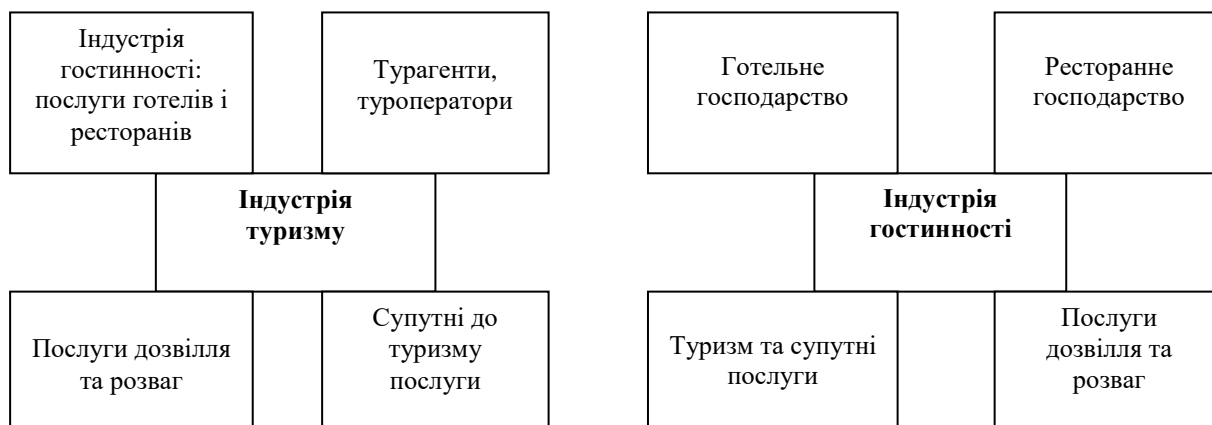 Індустрія
гостинності:
послуги готелів і
ресторанів
Турагенти,
туроператори
Індустрія
туризму
Послуги дозвілля
та розваг
Супутні до
туризму
послуги
Готельне
господарство
Ресторанне
господарство
Індустрія
гостинності
Туризм та супутні
послуги
Послуги
дозвілля та
розваг